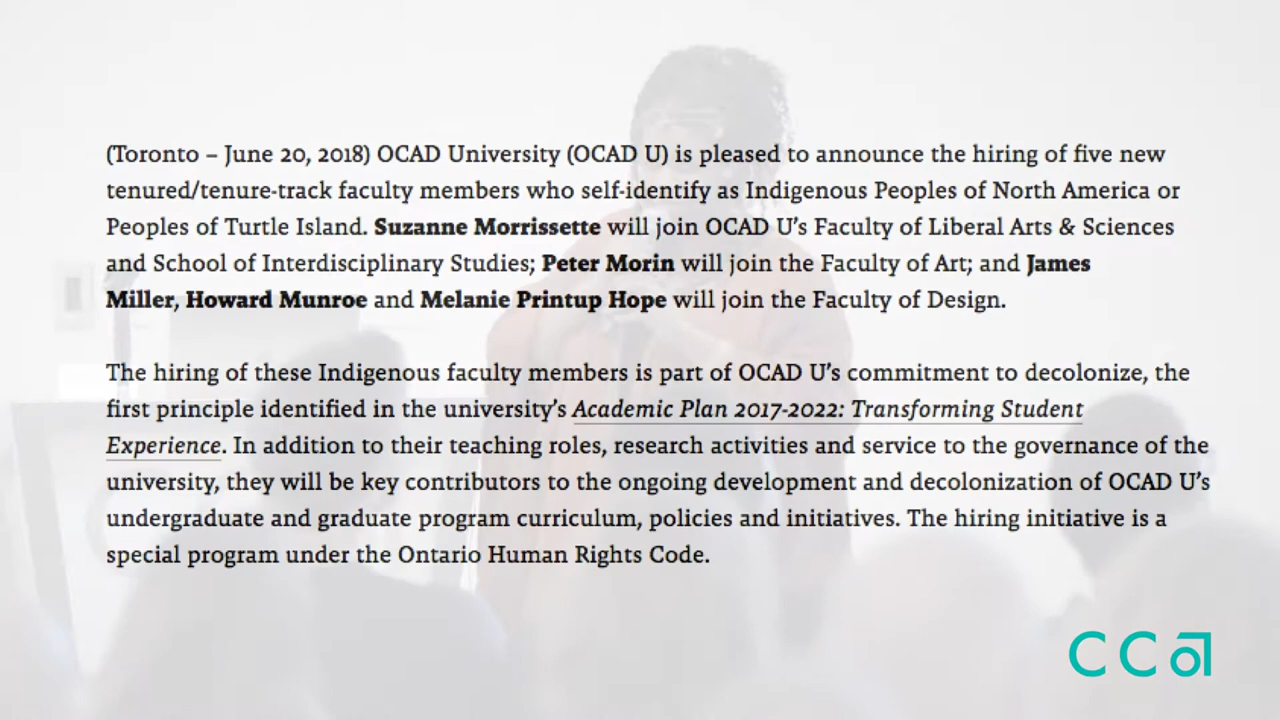 (Toronto – June 20, 2018) OCAD University (OCAD U) is pleased to announce the hiring of five new
tenured/tenure-track faculty members who self-identify as Indigenous Peoples of North America or
Peoples of Turtle Island. Suzanne Morrissette will join OCAD U’s Faculty of Liberal Arts & Sciences
and School of Interdisciplinary Studies; Peter Morin will join the Faculty of Art; and James
Miller, Howard Munroe and Melanie Printup Hope will join the Faculty of Design.
The hiring of these Indigenous faculty members is part of OCAD U’s commitment to decolonize, the
first principle identified in the university’s Academic Plan 2017-2022: Transforming Student
Experience. In addition to their teaching roles, research activities and service to the governance of the
university, they will be key contributors to the ongoing development and decolonization of OCAD U’s
undergraduate and graduate program curriculum, policies and initiatives. The hiring initiative is a
special program under the Ontario Human Rights Code.
CCA